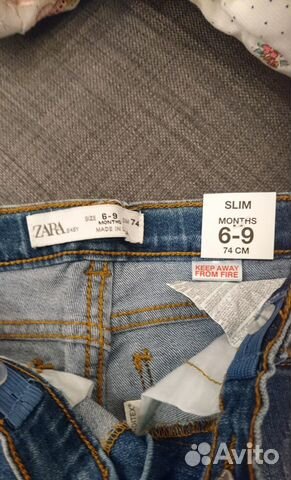 ZARA BABY
SIZE 6-9 MONTHS 74
MADE IN
SLIM
MONTHS
6-9
74 CM
KEEP AWAY
FROM FIRE
Avito